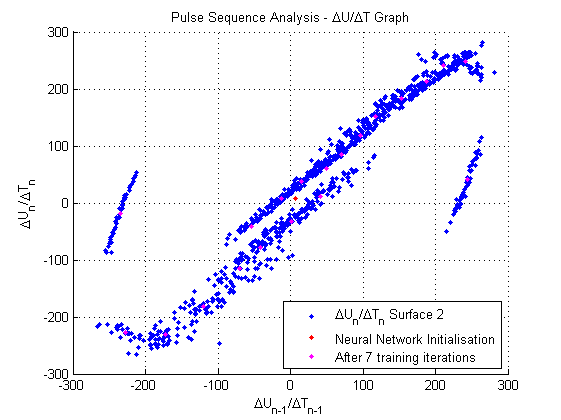 Pulse Sequence Analysis - ΔU/ΔT Graph
300
200
100
0
-100
-200
-300
ΔUn/ΔTn
-300
-200
-100
0
100
200
300
ΔUn-1/ΔTn-1
ΔUn/ΔTn Surface 2
Neural Network Initialisation
After 7 training iterations